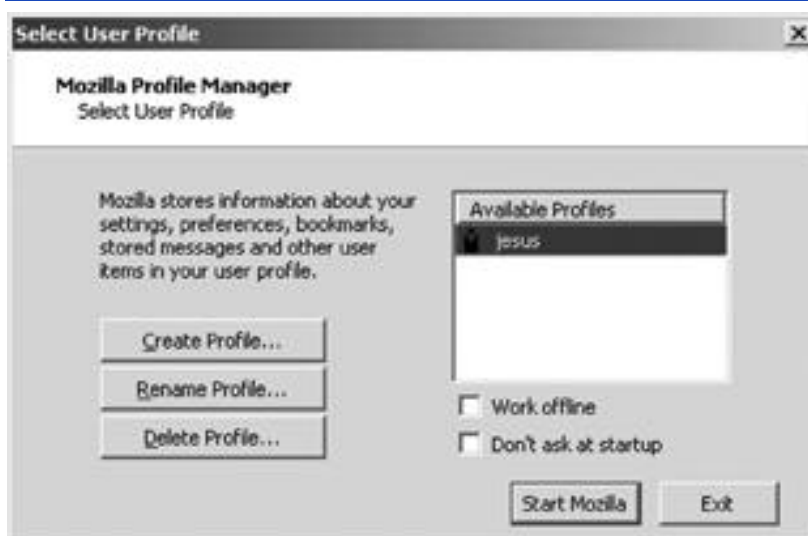 Select User Profile
Mozilla Profile Manager
Select User Profile
Mozilla stores information about your
settings, preferences, bookmarks,
stored messages and other user
items in your user profile.
Create Profile...
Rename Profile...
Delete Profile...
Available Profiles
jesus
Work offline
Don't ask at startup
Start Mozilla
Exit